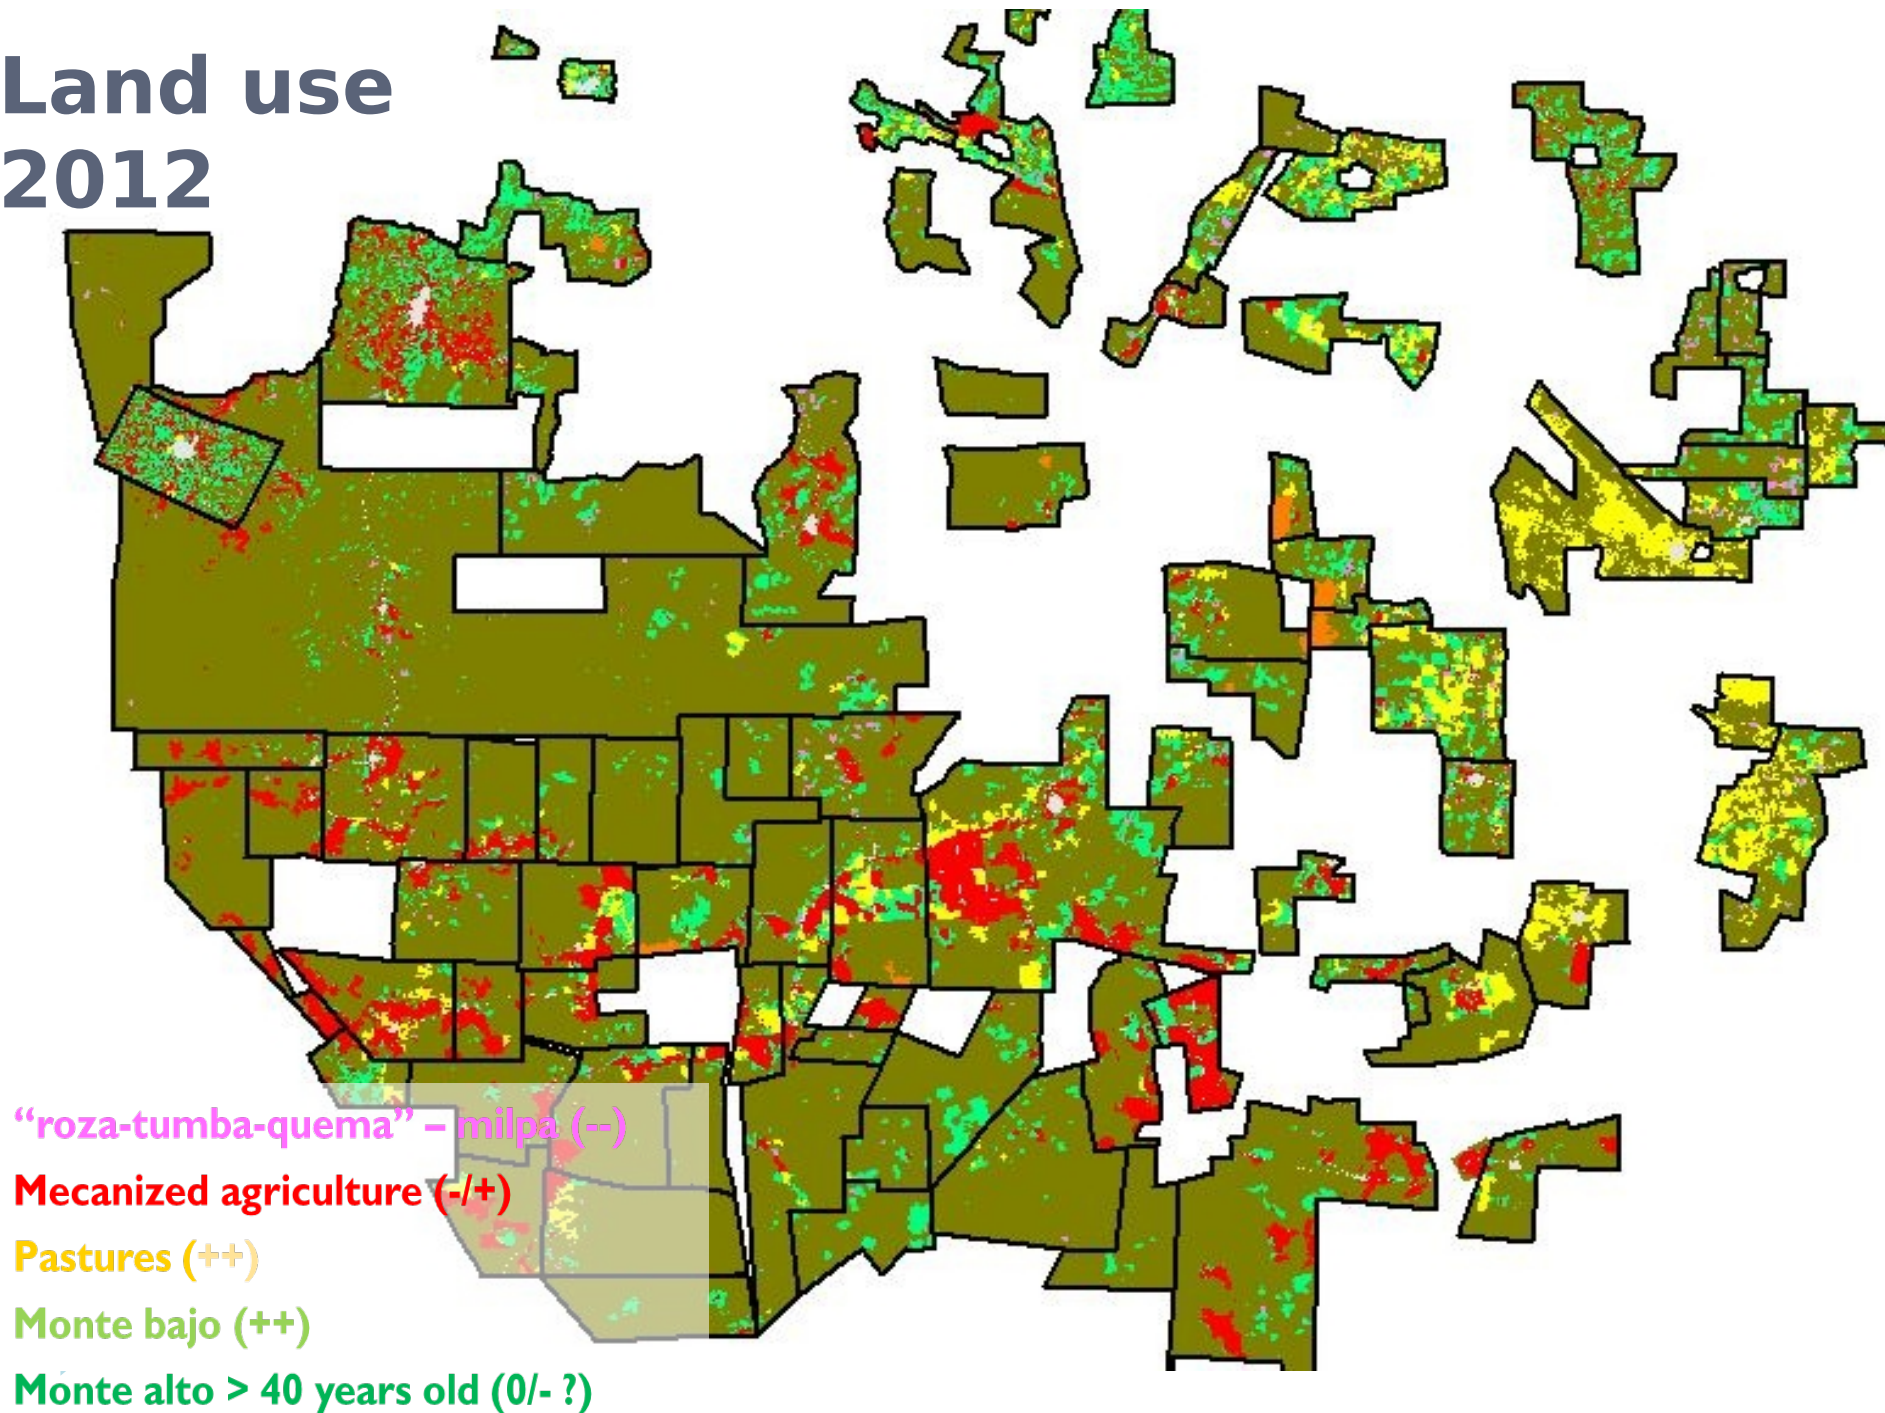 Land use
2012
“roza-tumba-quema” – milpa (--)
Mecanized agriculture (-/+)
Pastures (++)
Monte bajo (++)
Monte alto > 40 years old (0/- ?)